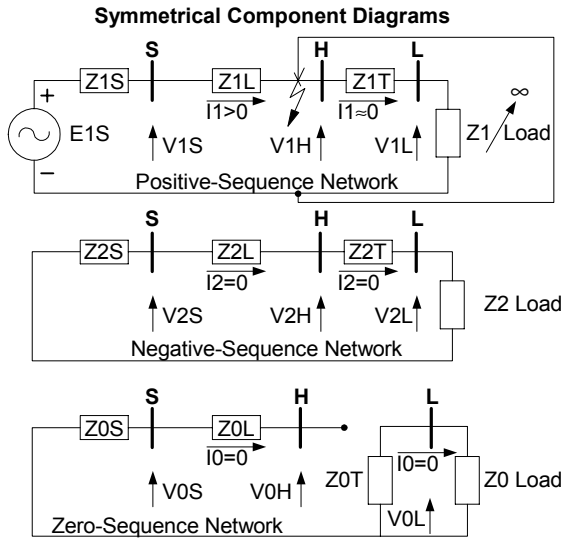 Symmetrical Component Diagrams
S H L
Z1S Z1L Z1T
I1>0 I1≈0
+
E1S
−
V1S V1H V1L Z1 Load ∞
Positive-Sequence Network
S H L
Z2S Z2L Z2T
I2=0 I2=0
V2S V2H V2L Z2 Load
Negative-Sequence Network
S H L
Z0S Z0L
I0=0 I0=0
V0S V0H Z0T Z0 Load
V0L
Zero-Sequence Network